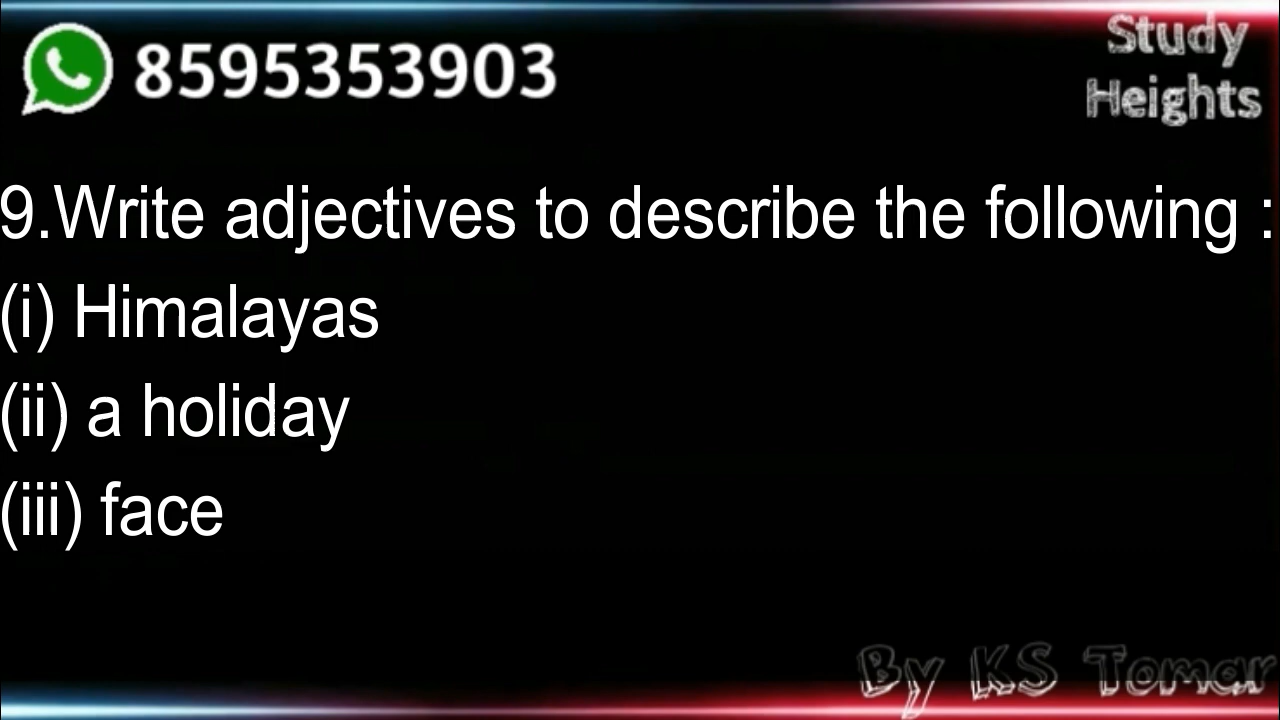 8595353903
Study
Heights
9.Write adjectives to describe the following :
(i) Himalayas
(ii) a holiday
(iii) face
By KS Tomar